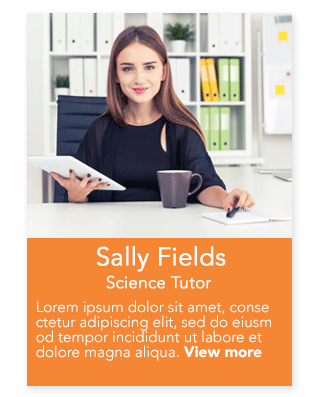 Sally Fields
Science Tutor
Lorem ipsum dolor sit amet, conse
ctetur adipiscing elit, sed do eiusm
od tempor incididunt ut labore et
dolore magna aliqua. View more